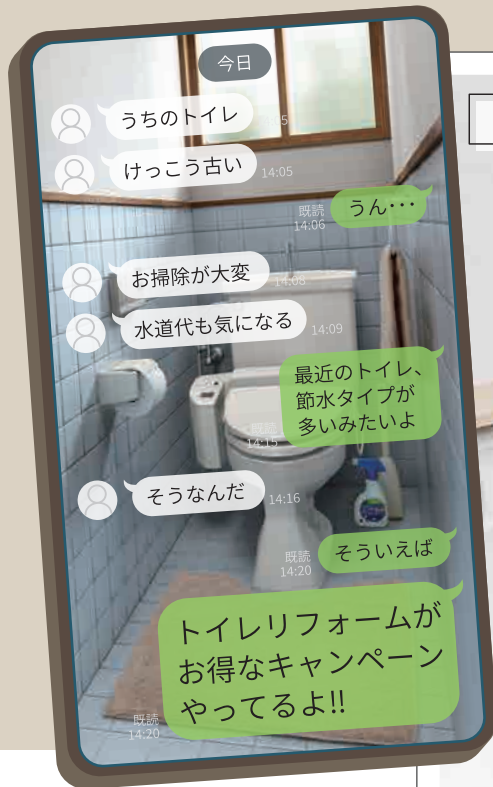 今日
うちのトイレ
けっこう古い
14:05
既読
14:06
うん・・・
お掃除が大変
14:08
水道代も気になる
14:09
最近のトイレ、
節水タイプが
多いみたいよ
既読
14:15
そうなんだ
14:16
既読
14:20
そういえば
トイレリフォームが
お得なキャンペーン
やってるよ!!
既読
14:20